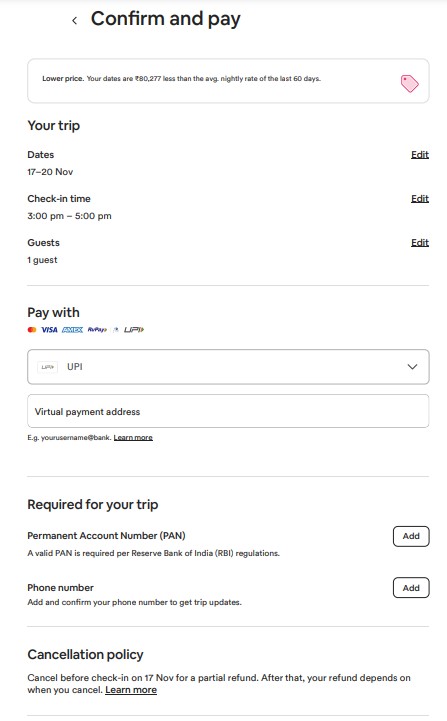 Confirm and pay
Lower price. Your dates are ₹80,277 less than the avg. nightly rate of the last 60 days.
Your trip
Dates
Edit
17–20 Nov
Check-in time
Edit
3:00 pm – 5:00 pm
Guests
Edit
1 guest
Pay with
VISA AMEX RuPay UPI
UPI UPI
Virtual payment address
E.g. yourusername@bank. Learn more
Required for your trip
Permanent Account Number (PAN)
Add
A valid PAN is required per Reserve Bank of India (RBI) regulations.
Phone number
Add
Add and confirm your phone number to get trip updates.
Cancellation policy
Cancel before check-in on 17 Nov for a partial refund. After that, your refund depends on
when you cancel. Learn more